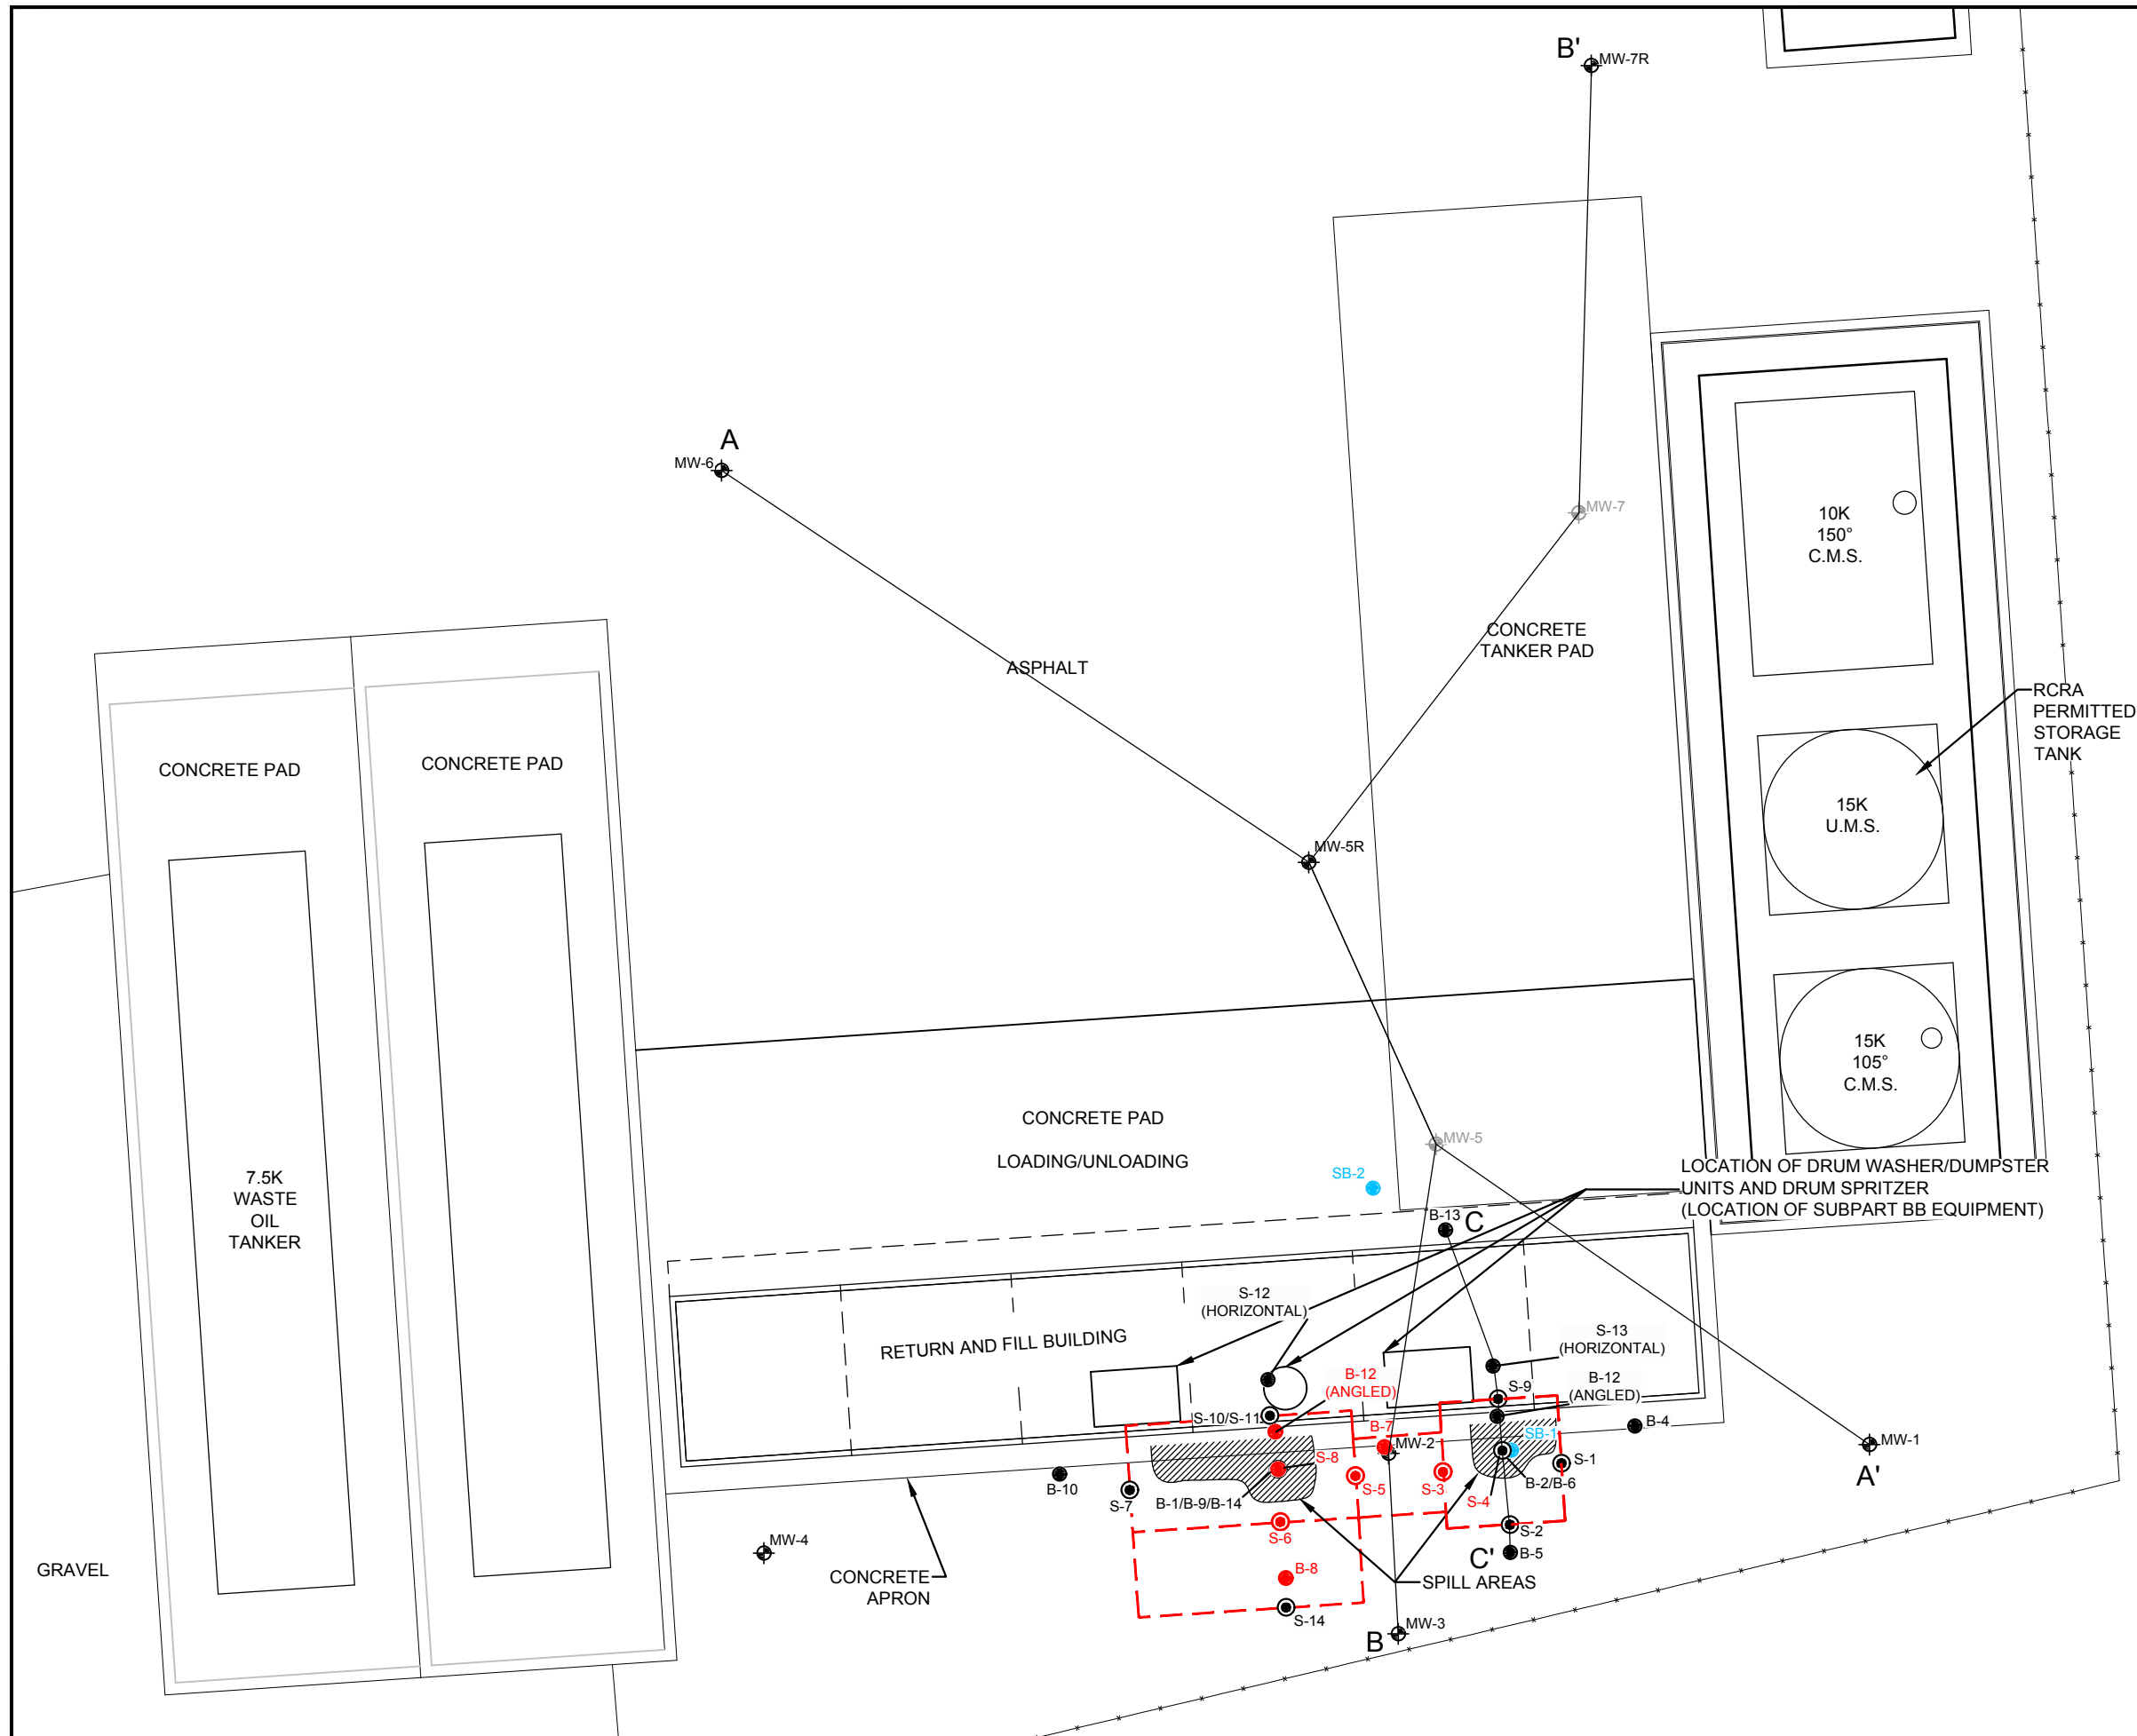 B'
MW-7R
A
MW-6
MW-7
10K
150°
C.M.S.
CONCRETE
TANKER PAD
ASPHALT
RCRA
PERMITTED
STORAGE
TANK
CONCRETE PAD
CONCRETE PAD
15K
U.M.S.
MW-5R
15K
105°
C.M.S.
CONCRETE PAD
LOADING/UNLOADING
MW-5
SB-2
LOCATION OF DRUM WASHER/DUMPSTER
UNITS AND DRUM SPRITZER
(LOCATION OF SUBPART BB EQUIPMENT)
7.5K
WASTE
OIL
TANKER
B-13
C
S-12
(HORIZONTAL)
RETURN AND FILL BUILDING
S-13
(HORIZONTAL)
B-12
(ANGLED)
B-12
(ANGLED)
S-9
S-10/S-11
B-7
B-4
SB-1
MW-2
MW-1
A'
S-8
S-1
S-5
S-3
B-2/B-6
S-4
B-10
S-7
B-1/B-9/B-14
S-2
S-6
MW-4
C'
B-5
GRAVEL
CONCRETE
APRON
B-8
SPILL AREAS
S-14
B
MW-3